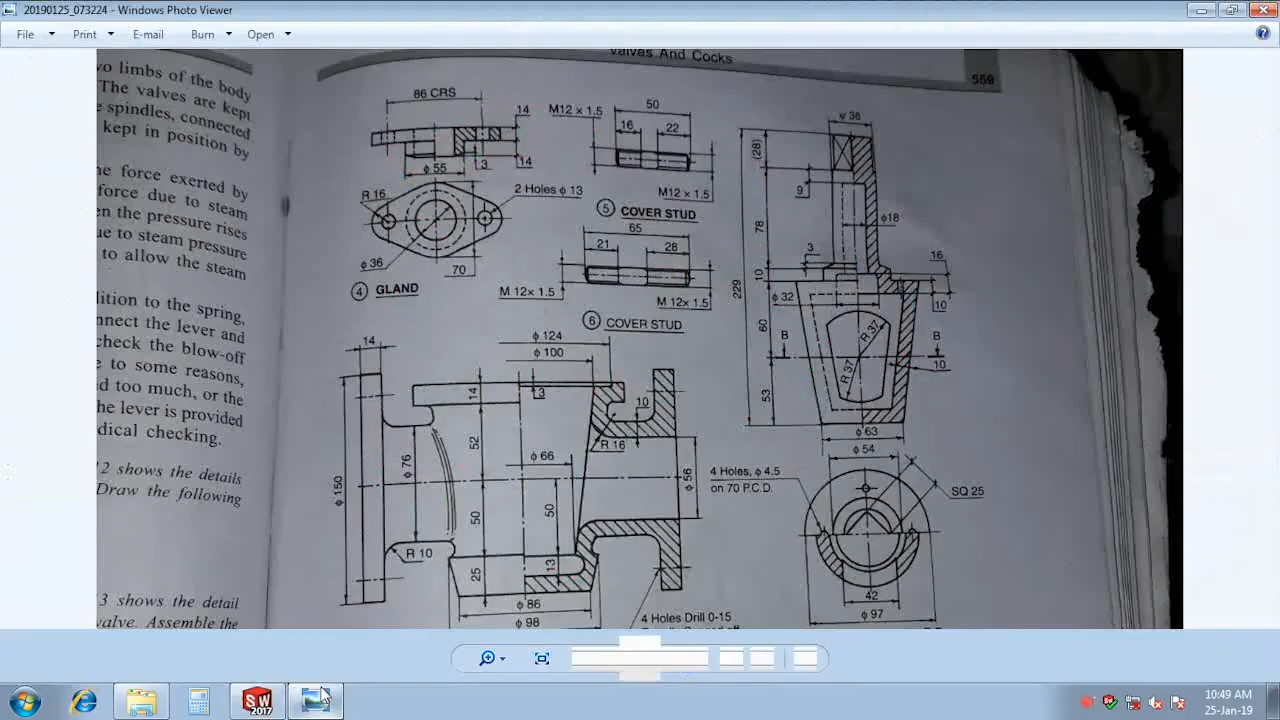 20190125_073224 - Windows Photo Viewer
File Print E-mail Burn Open
Valves And Cocks
559
vo limbs of the body
The valves are kept
e spindles, connected
kept in position by
ne force exerted by
force due to steam
en the pressure rises
ue to steam pressure
to allow the steam
dition to the spring,
nnect the lever and
check the blow-off
e to some reasons,
d too much, or the
he lever is provided
dical checking.
2 shows the details
Draw the following
3 shows the detail
valve. Assemble the
86 CRS
14
3
14
φ 55
R 16
2 Holes φ 13
φ 36
70
4 GLAND
M12 × 1.5
50
16
22
M12 × 1.5
5 COVER STUD
65
21
28
M 12× 1.5
M 12× 1.5
6 COVER STUD
φ 124
φ 100
14
14
3
10
R 16
52
φ 66
φ 76
φ 150
φ 56
50
50
R 10
25
13
φ 86
φ 98
4 Holes Drill 0-15
φ 38
(28)
9
φ18
78
3
16
10
229
φ 32
10
60
B
B
R 37
R 37
10
53
φ 63
φ 54
4 Holes, φ 4.5
on 70 P.C.D.
SQ 25
42
φ 97
SW
2017
10:49 AM
25-Jan-19